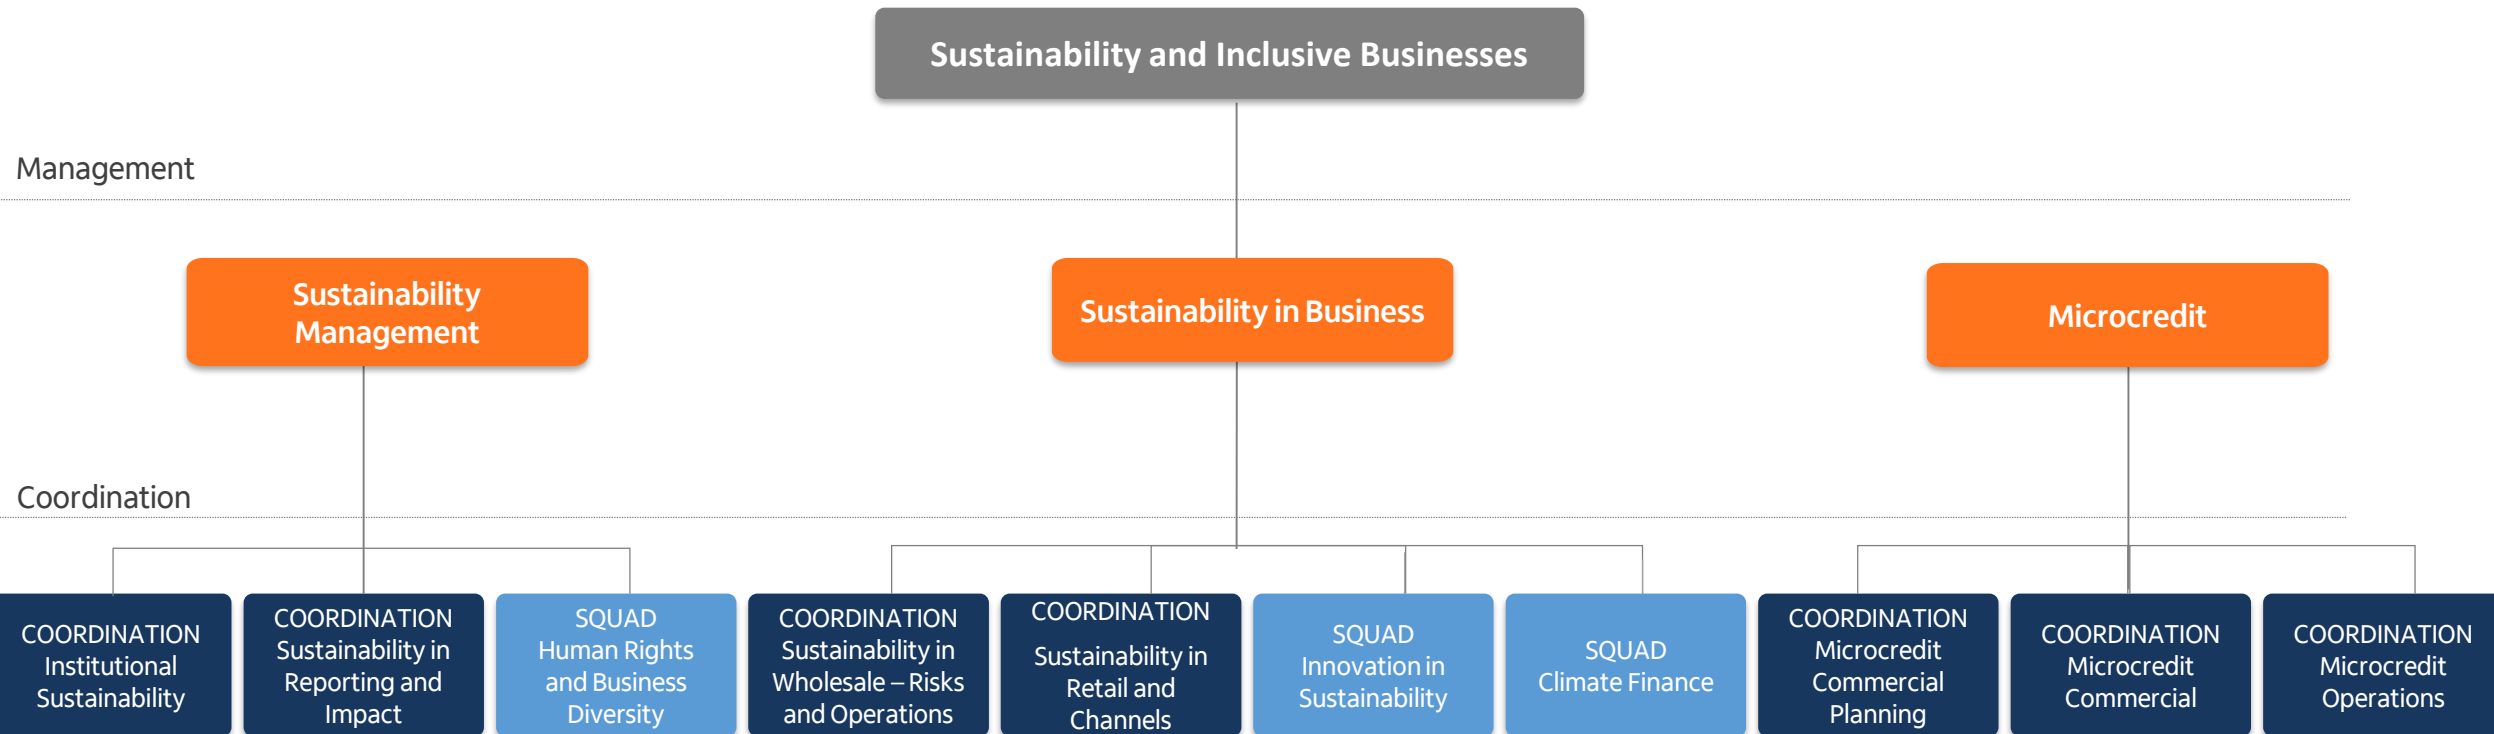 Sustainability and Inclusive Businesses
Management
Sustainability
Management
Sustainability in Business
Microcredit
Coordination
COORDINATION
Institutional
Sustainability
COORDINATION
Sustainability in
Reporting and
Impact
SQUAD
Human Rights
and Business
Diversity
COORDINATION
Sustainability in
Wholesale – Risks
and Operations
COORDINATION
Sustainability in
Retail and
Channels
SQUAD
Innovation in
Sustainability
SQUAD
Climate Finance
COORDINATION
Microcredit
Commercial
Planning
COORDINATION
Microcredit
Commercial
COORDINATION
Microcredit
Operations